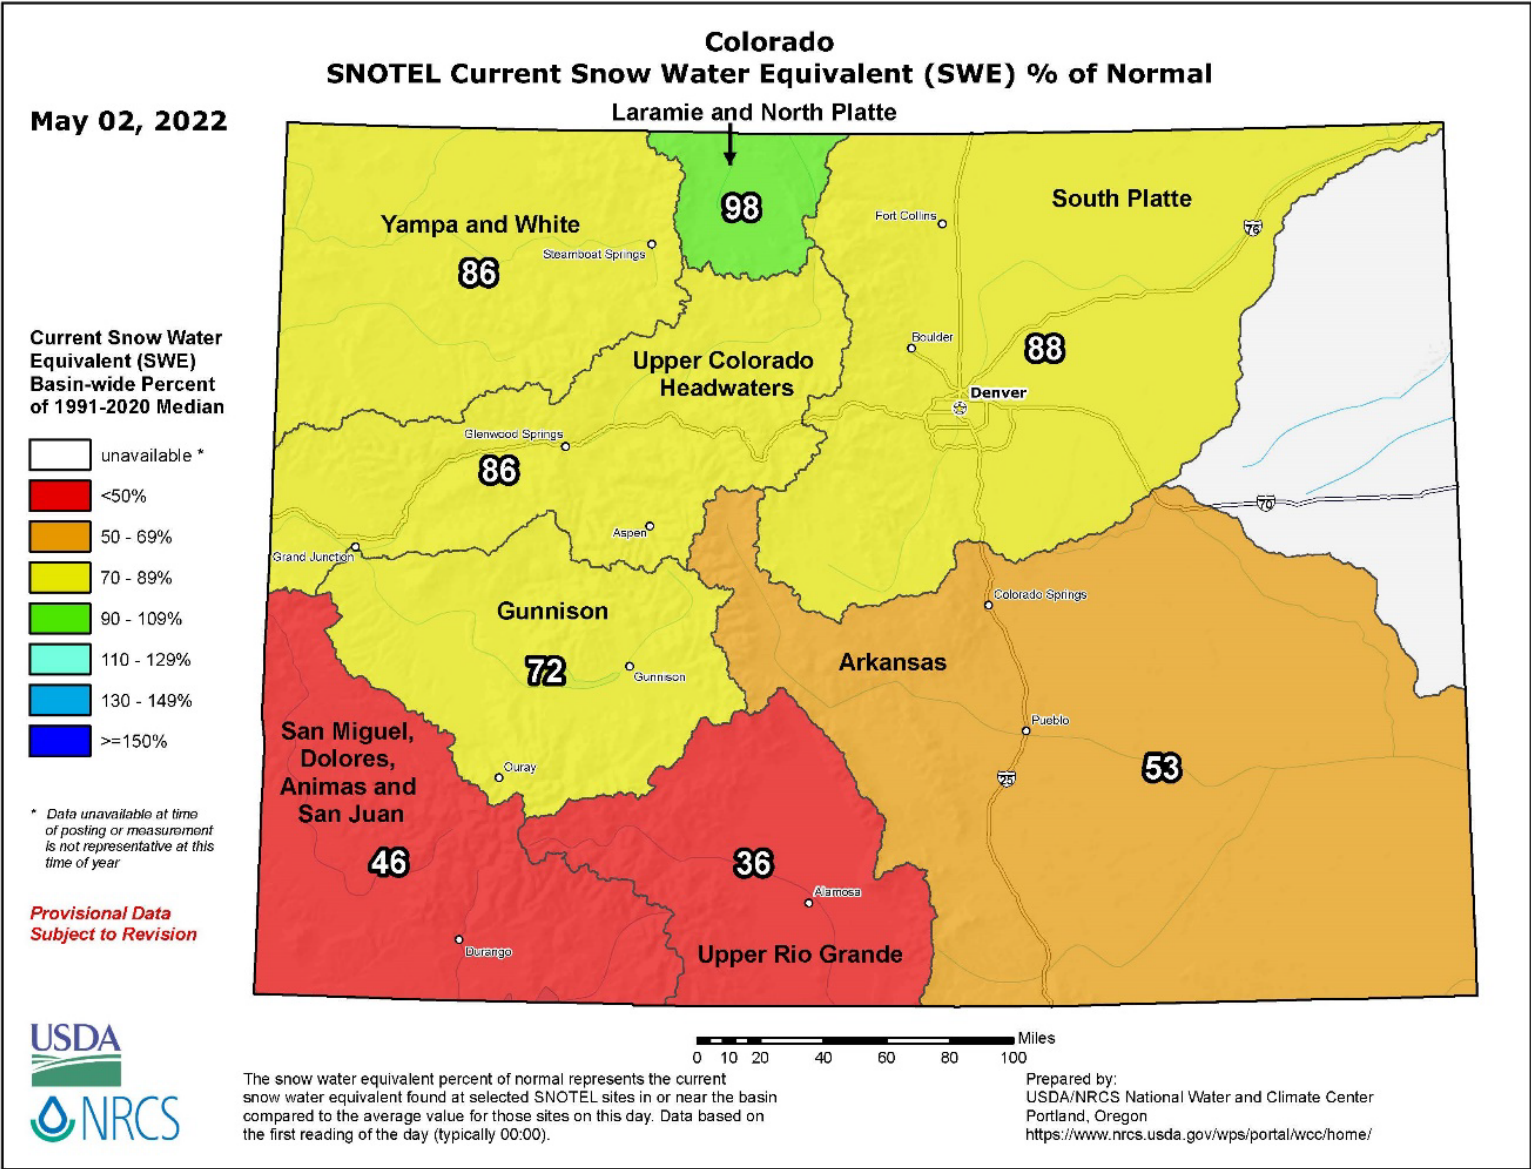 Colorado
SNOTEL Current Snow Water Equivalent (SWE) % of Normal
May 02, 2022
Laramie and North Platte
98
South Platte
Fort Collins
76
Yampa and White
Steamboat Springs
86
Current Snow Water
Equivalent (SWE)
Basin-wide Percent
of 1991-2020 Median
unavailable *
<50%
50 - 69%
70 - 89%
90 - 109%
110 - 129%
130 - 149%
>=150%
Boulder
88
Upper Colorado
Headwaters
Denver
Glenwood Springs
86
70
Aspen
Grand Junction
Colorado Springs
Gunnison
72
Gunnison
Arkansas
Pueblo
San Miguel,
Dolores,
Animas and
San Juan
46
Ouray
25
53
* Data unavailable at time
of posting or measurement
is not representative at this
time of year
36
Alamosa
Provisional Data
Subject to Revision
Durango
Upper Rio Grande
USDA
NRCS
Miles
0 10 20 40 60 80 100
The snow water equivalent percent of normal represents the current
snow water equivalent found at selected SNOTEL sites in or near the basin
compared to the average value for those sites on this day. Data based on
the first reading of the day (typically 00:00).
Prepared by:
USDA/NRCS National Water and Climate Center
Portland, Oregon
https://www.nrcs.usda.gov/wps/portal/wcc/home/